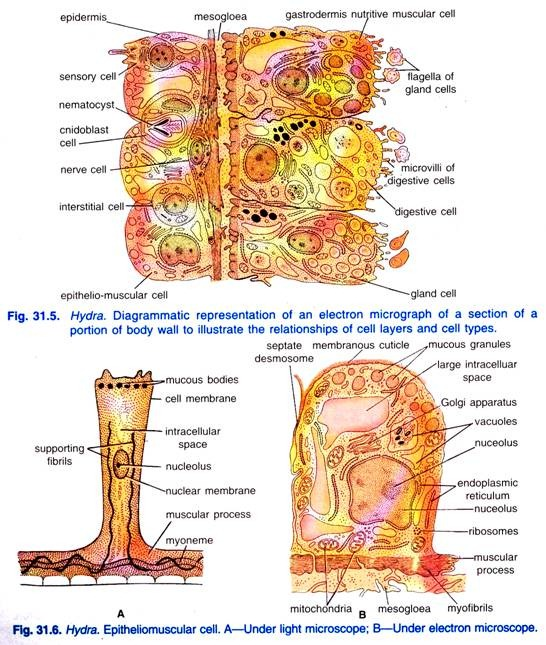 epidermis
mesogloea
gastrodermis nutritive muscular cell
sensory cell
flagella of
gland cells
nematocyst
cnidoblast
cell
nerve cell
microvilli of
digestive cells
interstitial cell
digestive cell
epithelio-muscular cell
gland cell
Fig. 31.5. Hydra. Diagrammatic representation of an electron micrograph of a section of a
portion of body wall to illustrate the relationships of cell layers and cell types.
septate
desmosome
membranous cuticle
mucous granules
large intracelluar
space
mucous bodies
cell membrane
Golgi apparatus
vacuoles
intracellular
space
supporting
fibrils
nuceolus
nucleolus
endoplasmic
reticulum
nuclear membrane
nuceolus
muscular process
ribosomes
myoneme
muscular
process
mitochondria
mesogloea
myofibrils
A
B
Fig. 31.6. Hydra. Epitheliomuscular cell. A—Under light microscope; B—Under electron microscope.